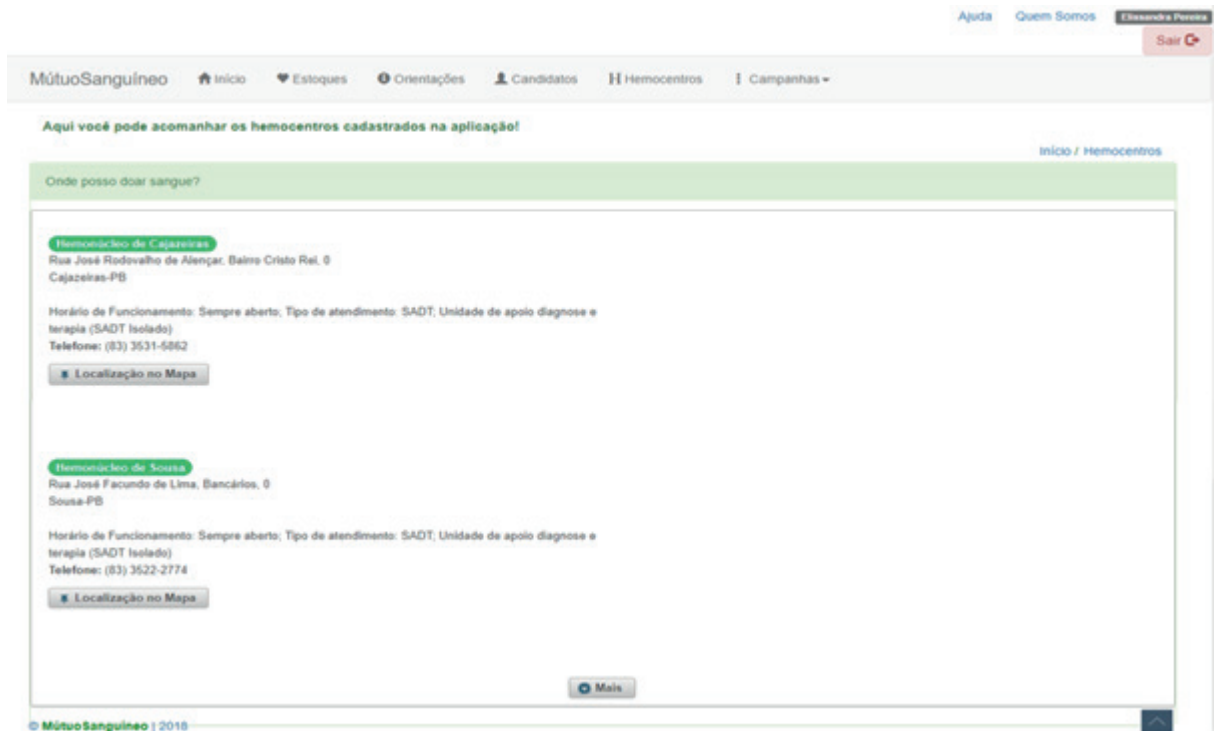 Ajuda Quem Somos Elissandra Pereira
Sair
MútuoSanguíneo Início Estoques Orientações Candidatos Hemocentros Campanhas
Aqui você pode acomanhar os hemocentros cadastrados na aplicação!
Início / Hemocentros
Onde posso doar sangue?
Hemonúcleo de Cajazeiras
Rua José Rodovalho de Alençar, Bairro Cristo Rei, 0
Cajazeiras-PB
Horário de Funcionamento: Sempre aberto; Tipo de atendimento: SADT; Unidade de apoio diagnose e
terapia (SADT Isolado)
Telefone: (83) 3531-5862
Localização no Mapa
Hemonúcleo de Sousa
Rua José Facundo de Lima, Bancários, 0
Sousa-PB
Horário de Funcionamento: Sempre aberto; Tipo de atendimento: SADT; Unidade de apoio diagnose e
terapia (SADT Isolado)
Telefone: (83) 3522-2774
Localização no Mapa
Mais
© MútuoSanguíneo | 2018